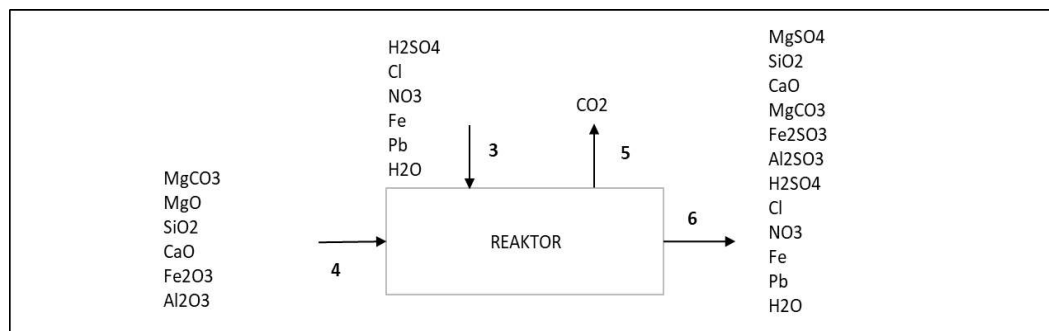 MgCO3
MgO
SiO2
CaO
Fe2O3
Al2O3
4
H2SO4
Cl
NO3
Fe
Pb
H2O
3
CO2
5
REAKTOR
6
MgSO4
SiO2
CaO
MgCO3
Fe2SO3
Al2SO3
H2SO4
Cl
NO3
Fe
Pb
H2O